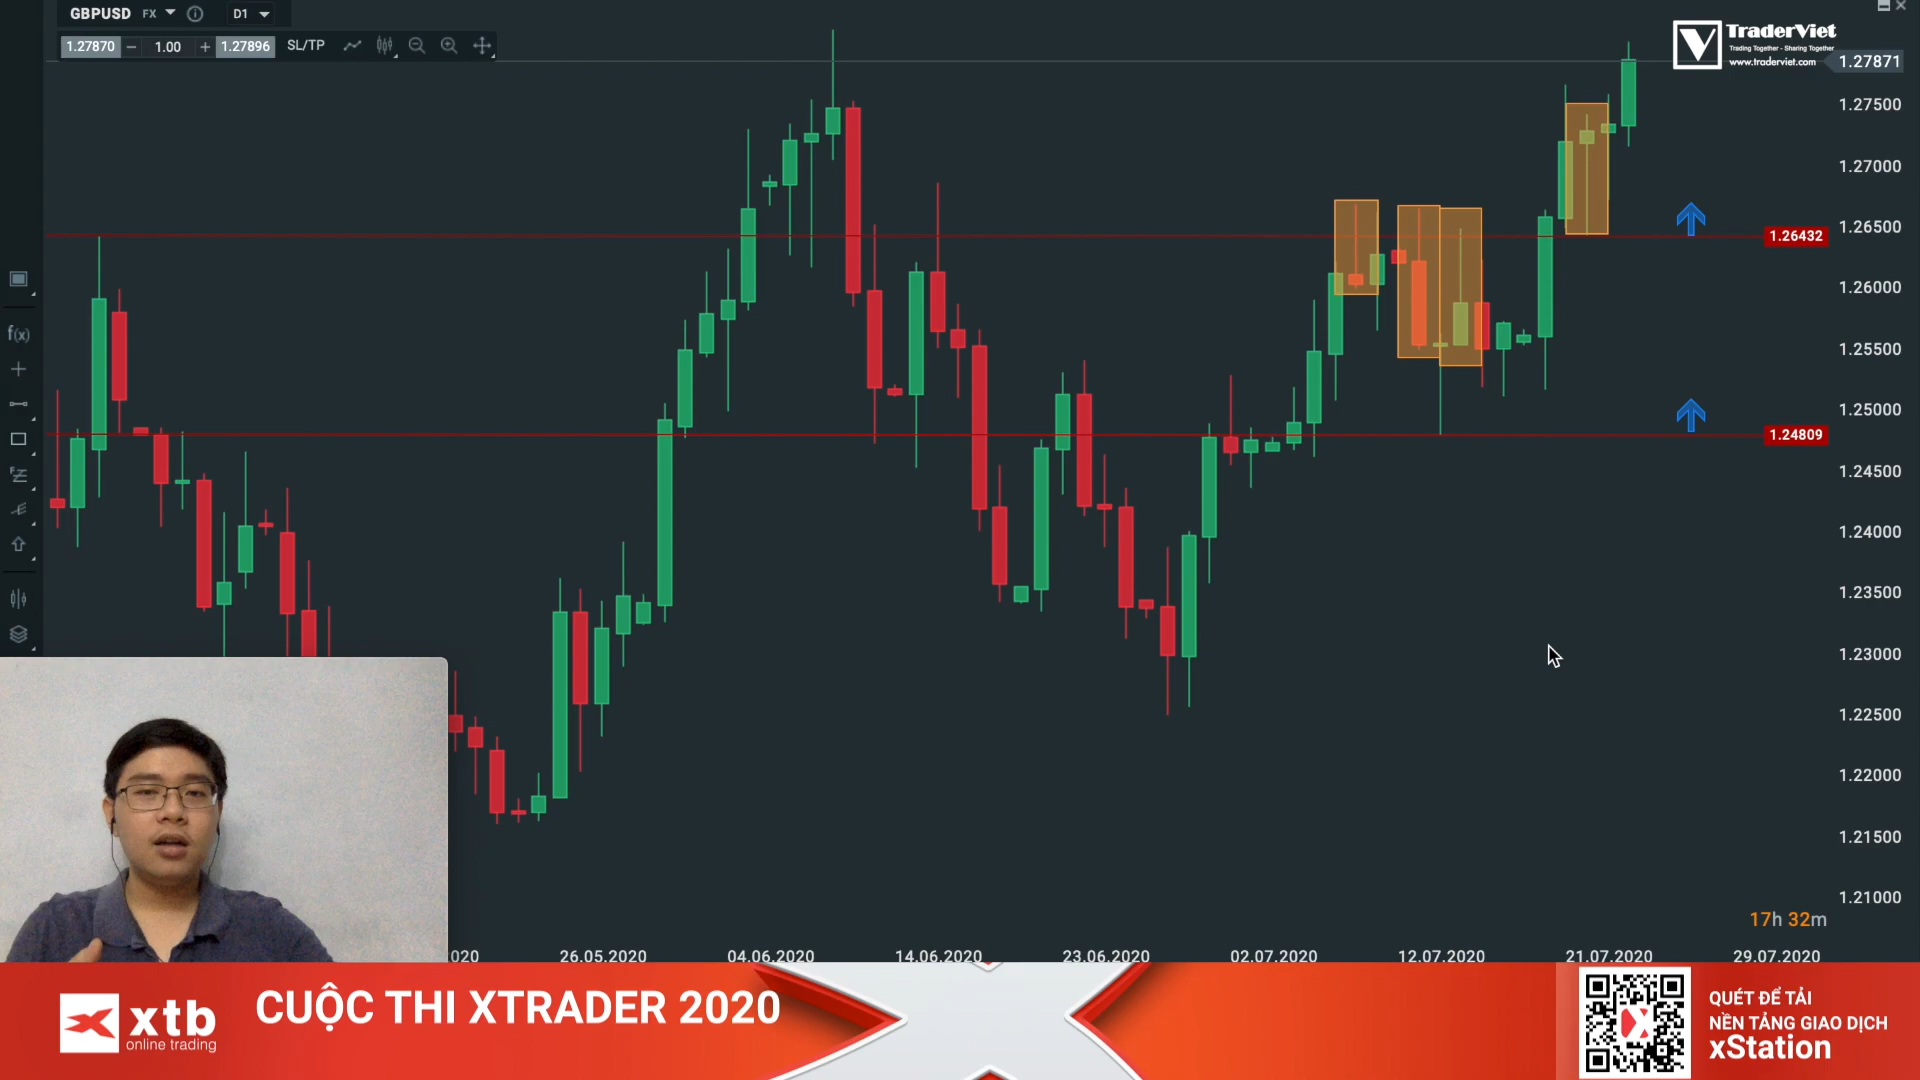 GBPUSD FX D1
1.27870 1.00 1.27896 SL/TP
TraderViet
Trading Together - Sharing Together
www.traderviet.com
1.27871
1.27500
1.27000
1.26500
1.26432
1.26000
1.25500
1.25000
1.24809
1.24500
1.24000
1.23500
1.23000
1.22500
1.22000
1.21500
1.21000
f(x)
17h 32m
020 26.05.2020 04.06.2020 14.06.2020 23.06.2020 02.07.2020 12.07.2020 21.07.2020 29.07.2020
xtb
online trading
CUỘC THI XTRADER 2020
QUÉT ĐỂ TẢI
NỀN TẢNG GIAO DỊCH
xStation